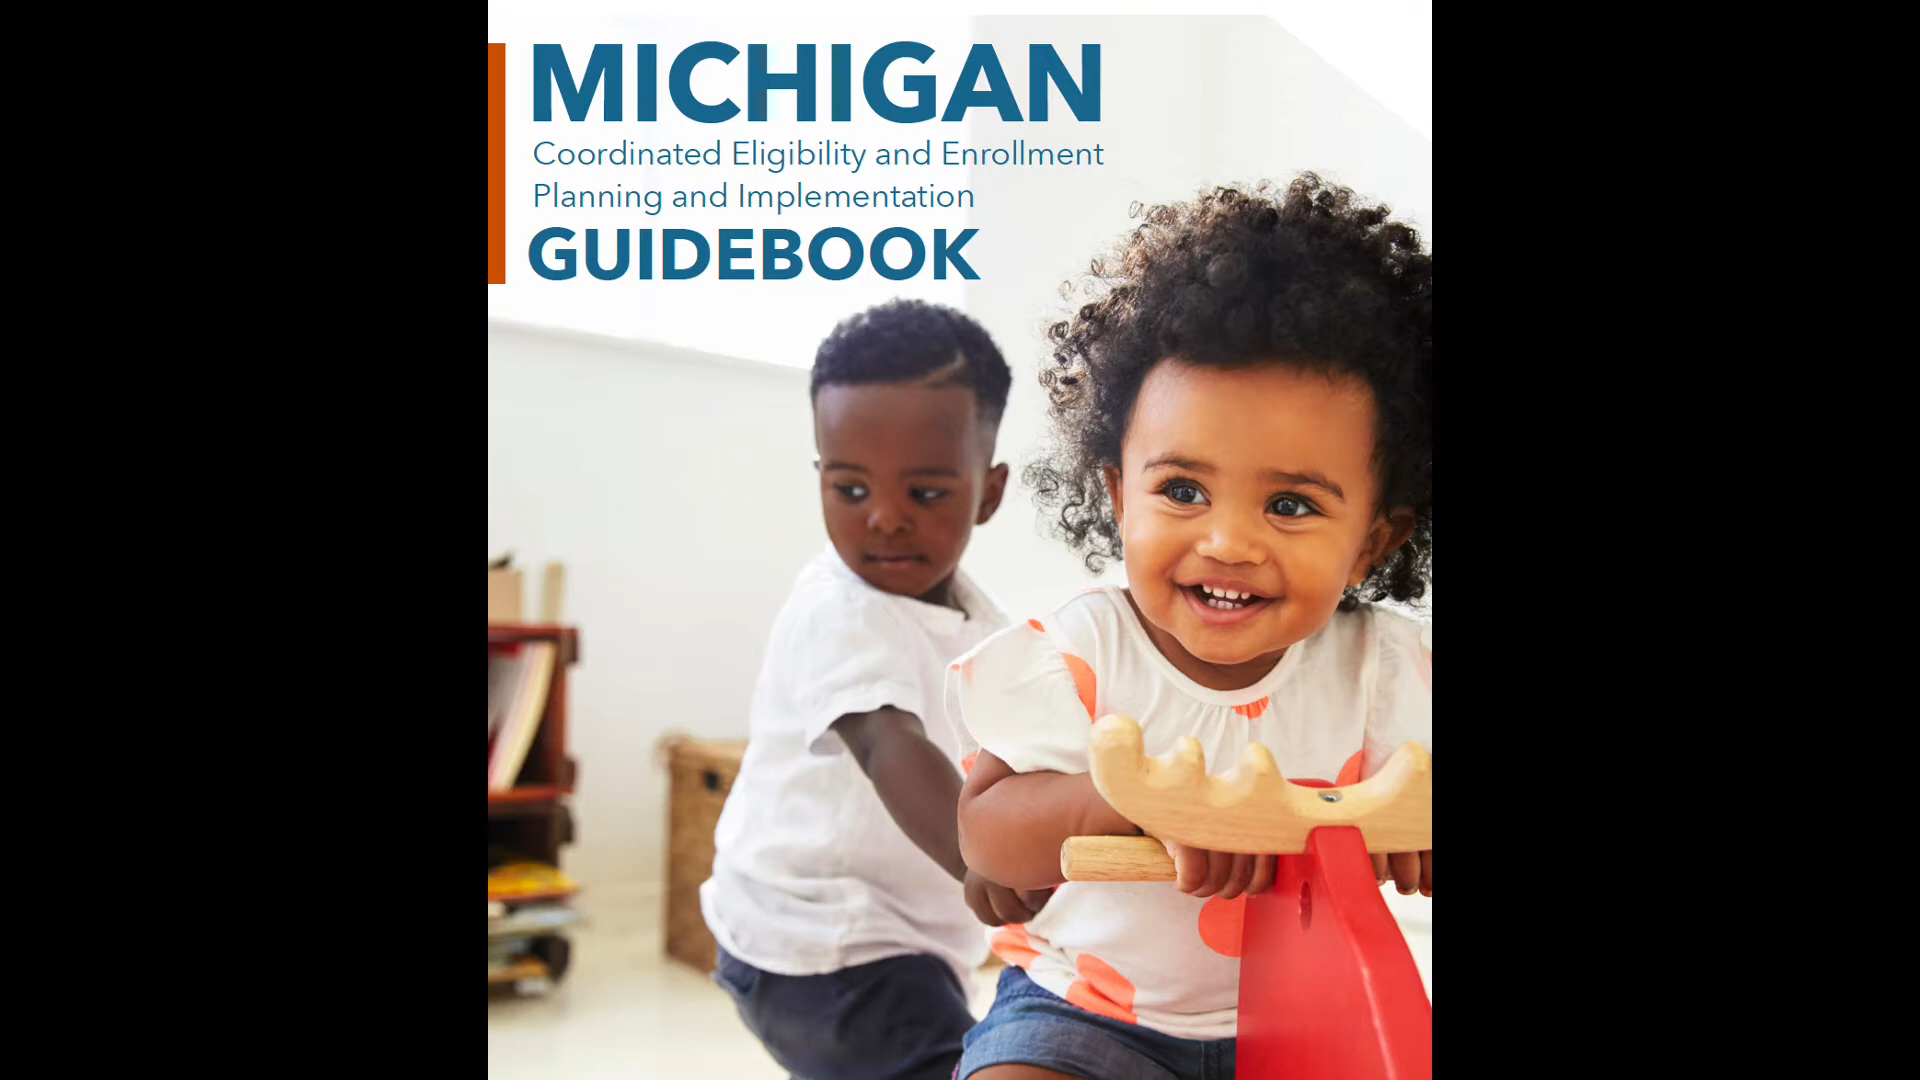 MICHIGAN
Coordinated Eligibility and Enrollment
Planning and Implementation
GUIDEBOOK